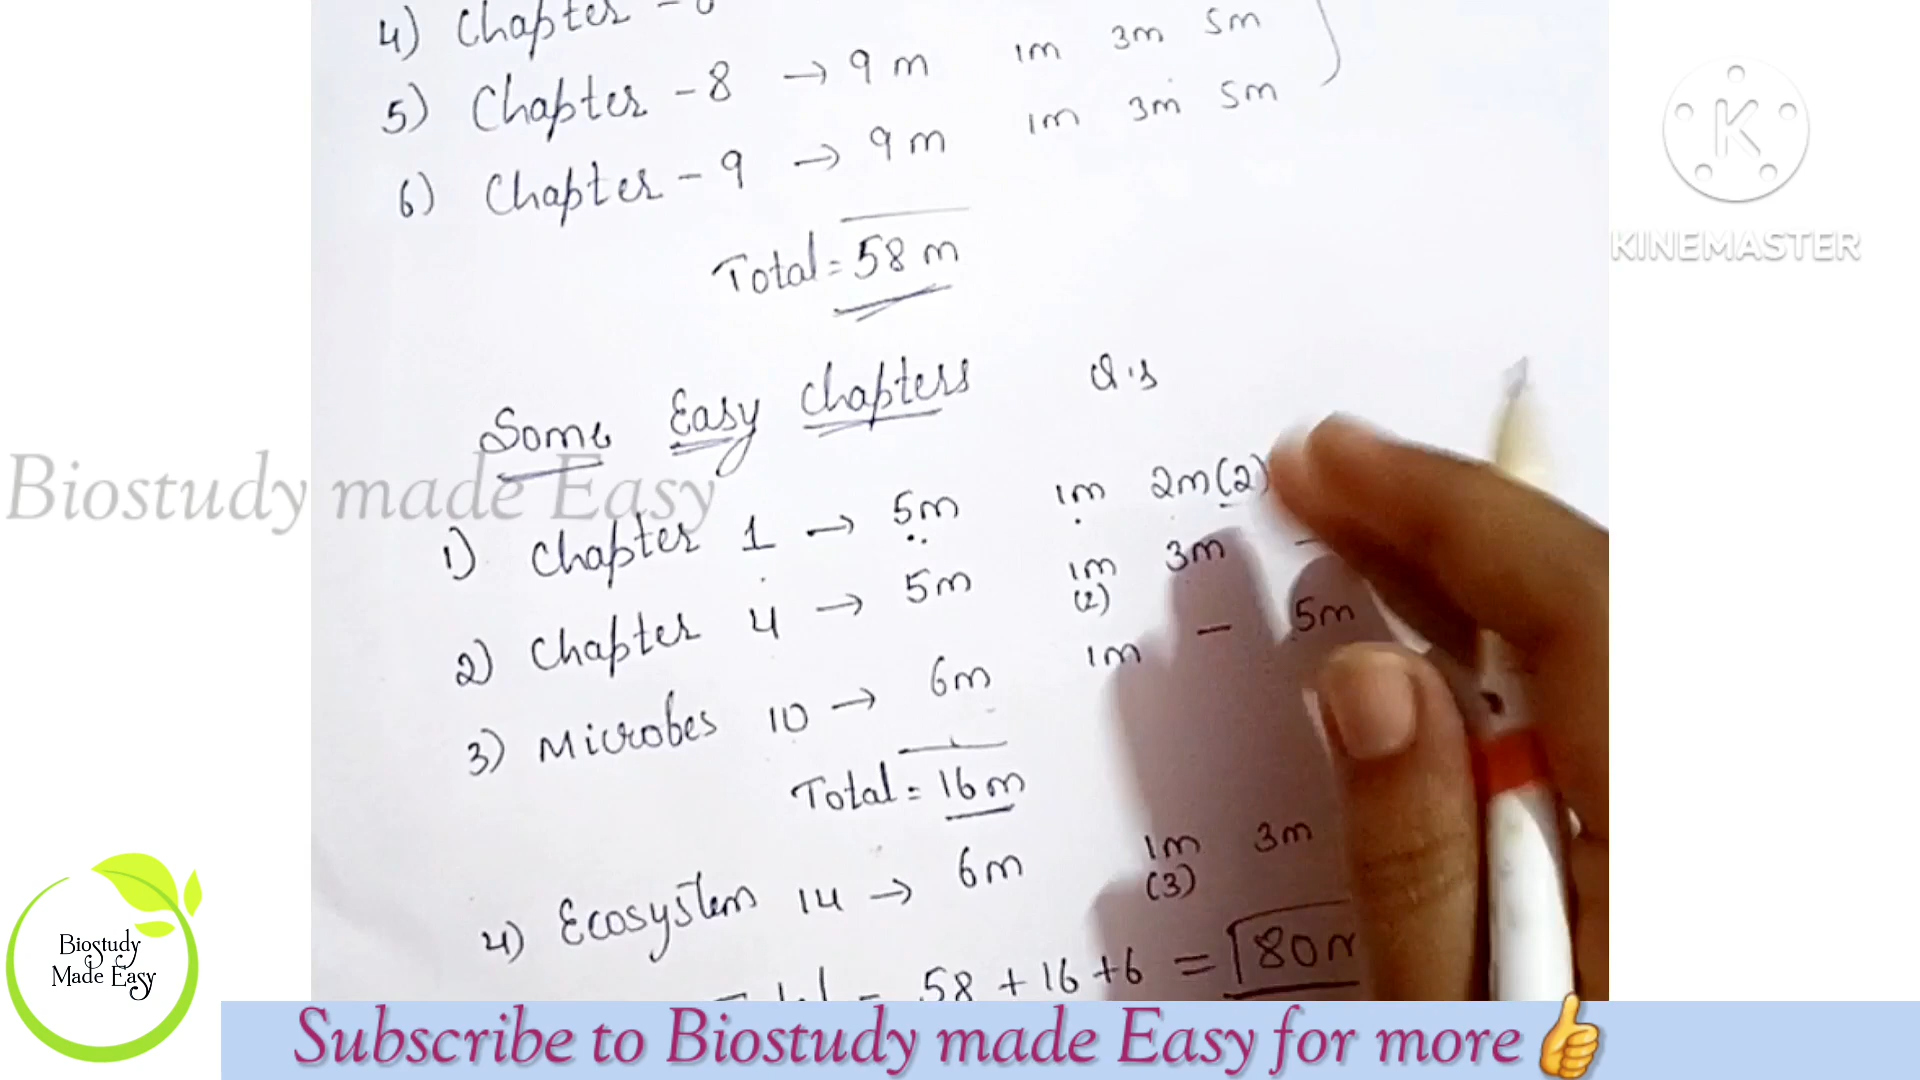 4) Chapter -
5) Chapter - 8 → 9 m 1m 3m 5m
6) Chapter - 9 → 9 m 1m 3m 5m
Total = 58 m
Some Easy Chapters Q.s
1) Chapter 1 → 5m 1m 2m(2)
2) Chapter 4 → 5m 1m (2) 3m -
3) Microbes 10 → 6m 1m - 5m
Total = 16 m
4) Ecosystem 14 → 6m 1m (3) 3m
58 + 16 + 6 = 80
Biostudy made Easy
KINEMASTER
Biostudy
Made Easy
Subscribe to Biostudy made Easy for more